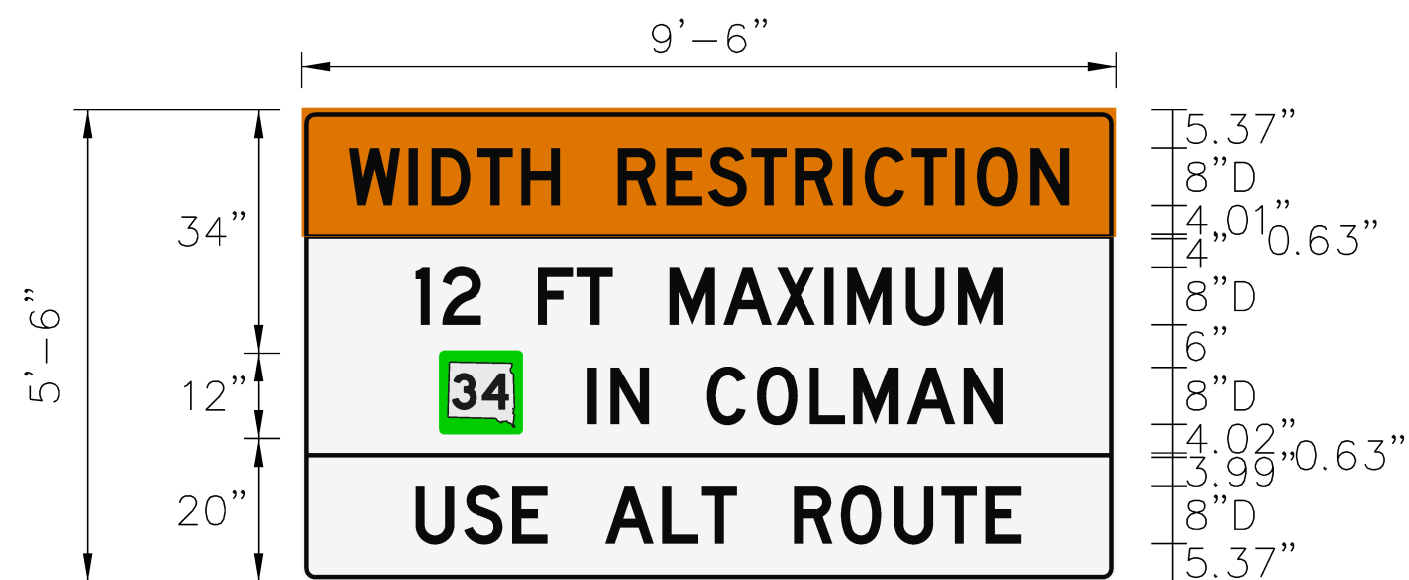 9'-6"
5.37"
WIDTH RESTRICTION
8"D
34"
4.01"
0.63"
4"
5'-6"
12 FT MAXIMUM
8"D
6"
12"
34 IN COLMAN
8"D
4.02"
0.63"
3.99"
20"
USE ALT ROUTE
8"D
5.37"